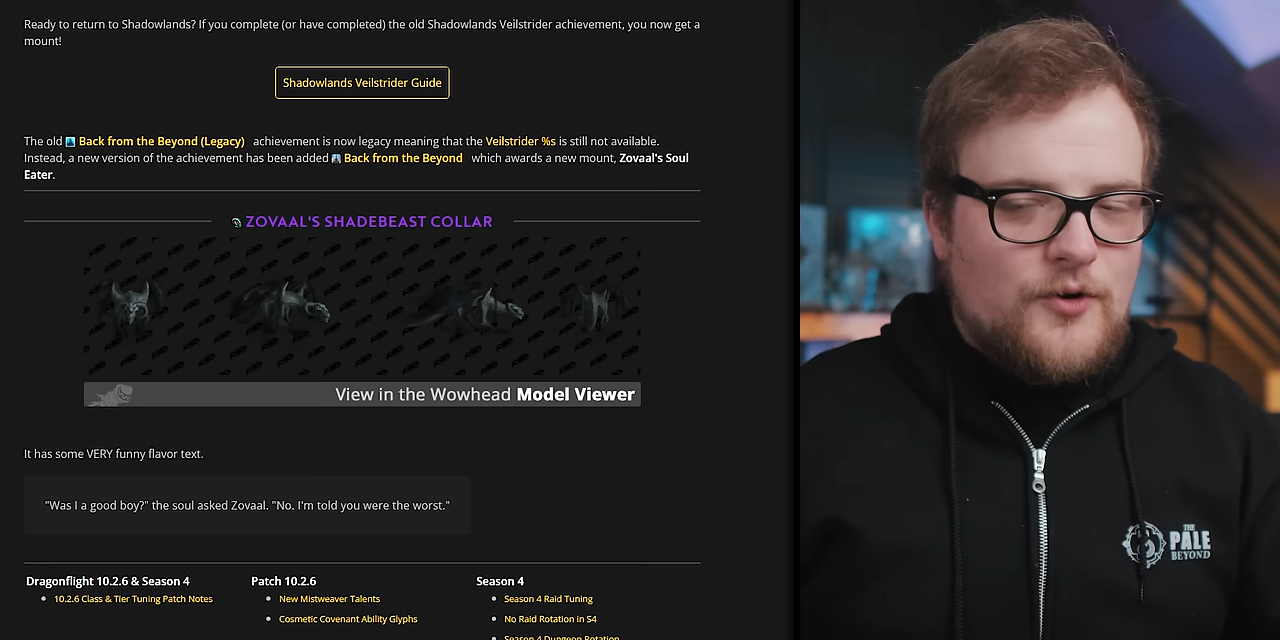 Ready to return to Shadowlands? If you complete (or have completed) the old Shadowlands Veilstrider achievement, you now get a
mount!
Shadowlands Veilstrider Guide
The old Back from the Beyond (Legacy) achievement is now legacy meaning that the Veilstrider %s is still not available.
Instead, a new version of the achievement has been added Back from the Beyond which awards a new mount, Zovaal's Soul
Eater.
ZOVAAL'S SHADEBEAST COLLAR
View in the Wowhead Model Viewer
It has some VERY funny flavor text.
"Was I a good boy?" the soul asked Zovaal. "No. I'm told you were the worst."
Dragonflight 10.2.6 & Season 4
10.2.6 Class & Tier Tuning Patch Notes
Patch 10.2.6
New Mistweaver Talents
Cosmetic Covenant Ability Glyphs
Season 4
Season 4 Raid Tuning
No Raid Rotation in S4
Season 4 Dungeon Rotation
THE
PALE
BEYOND